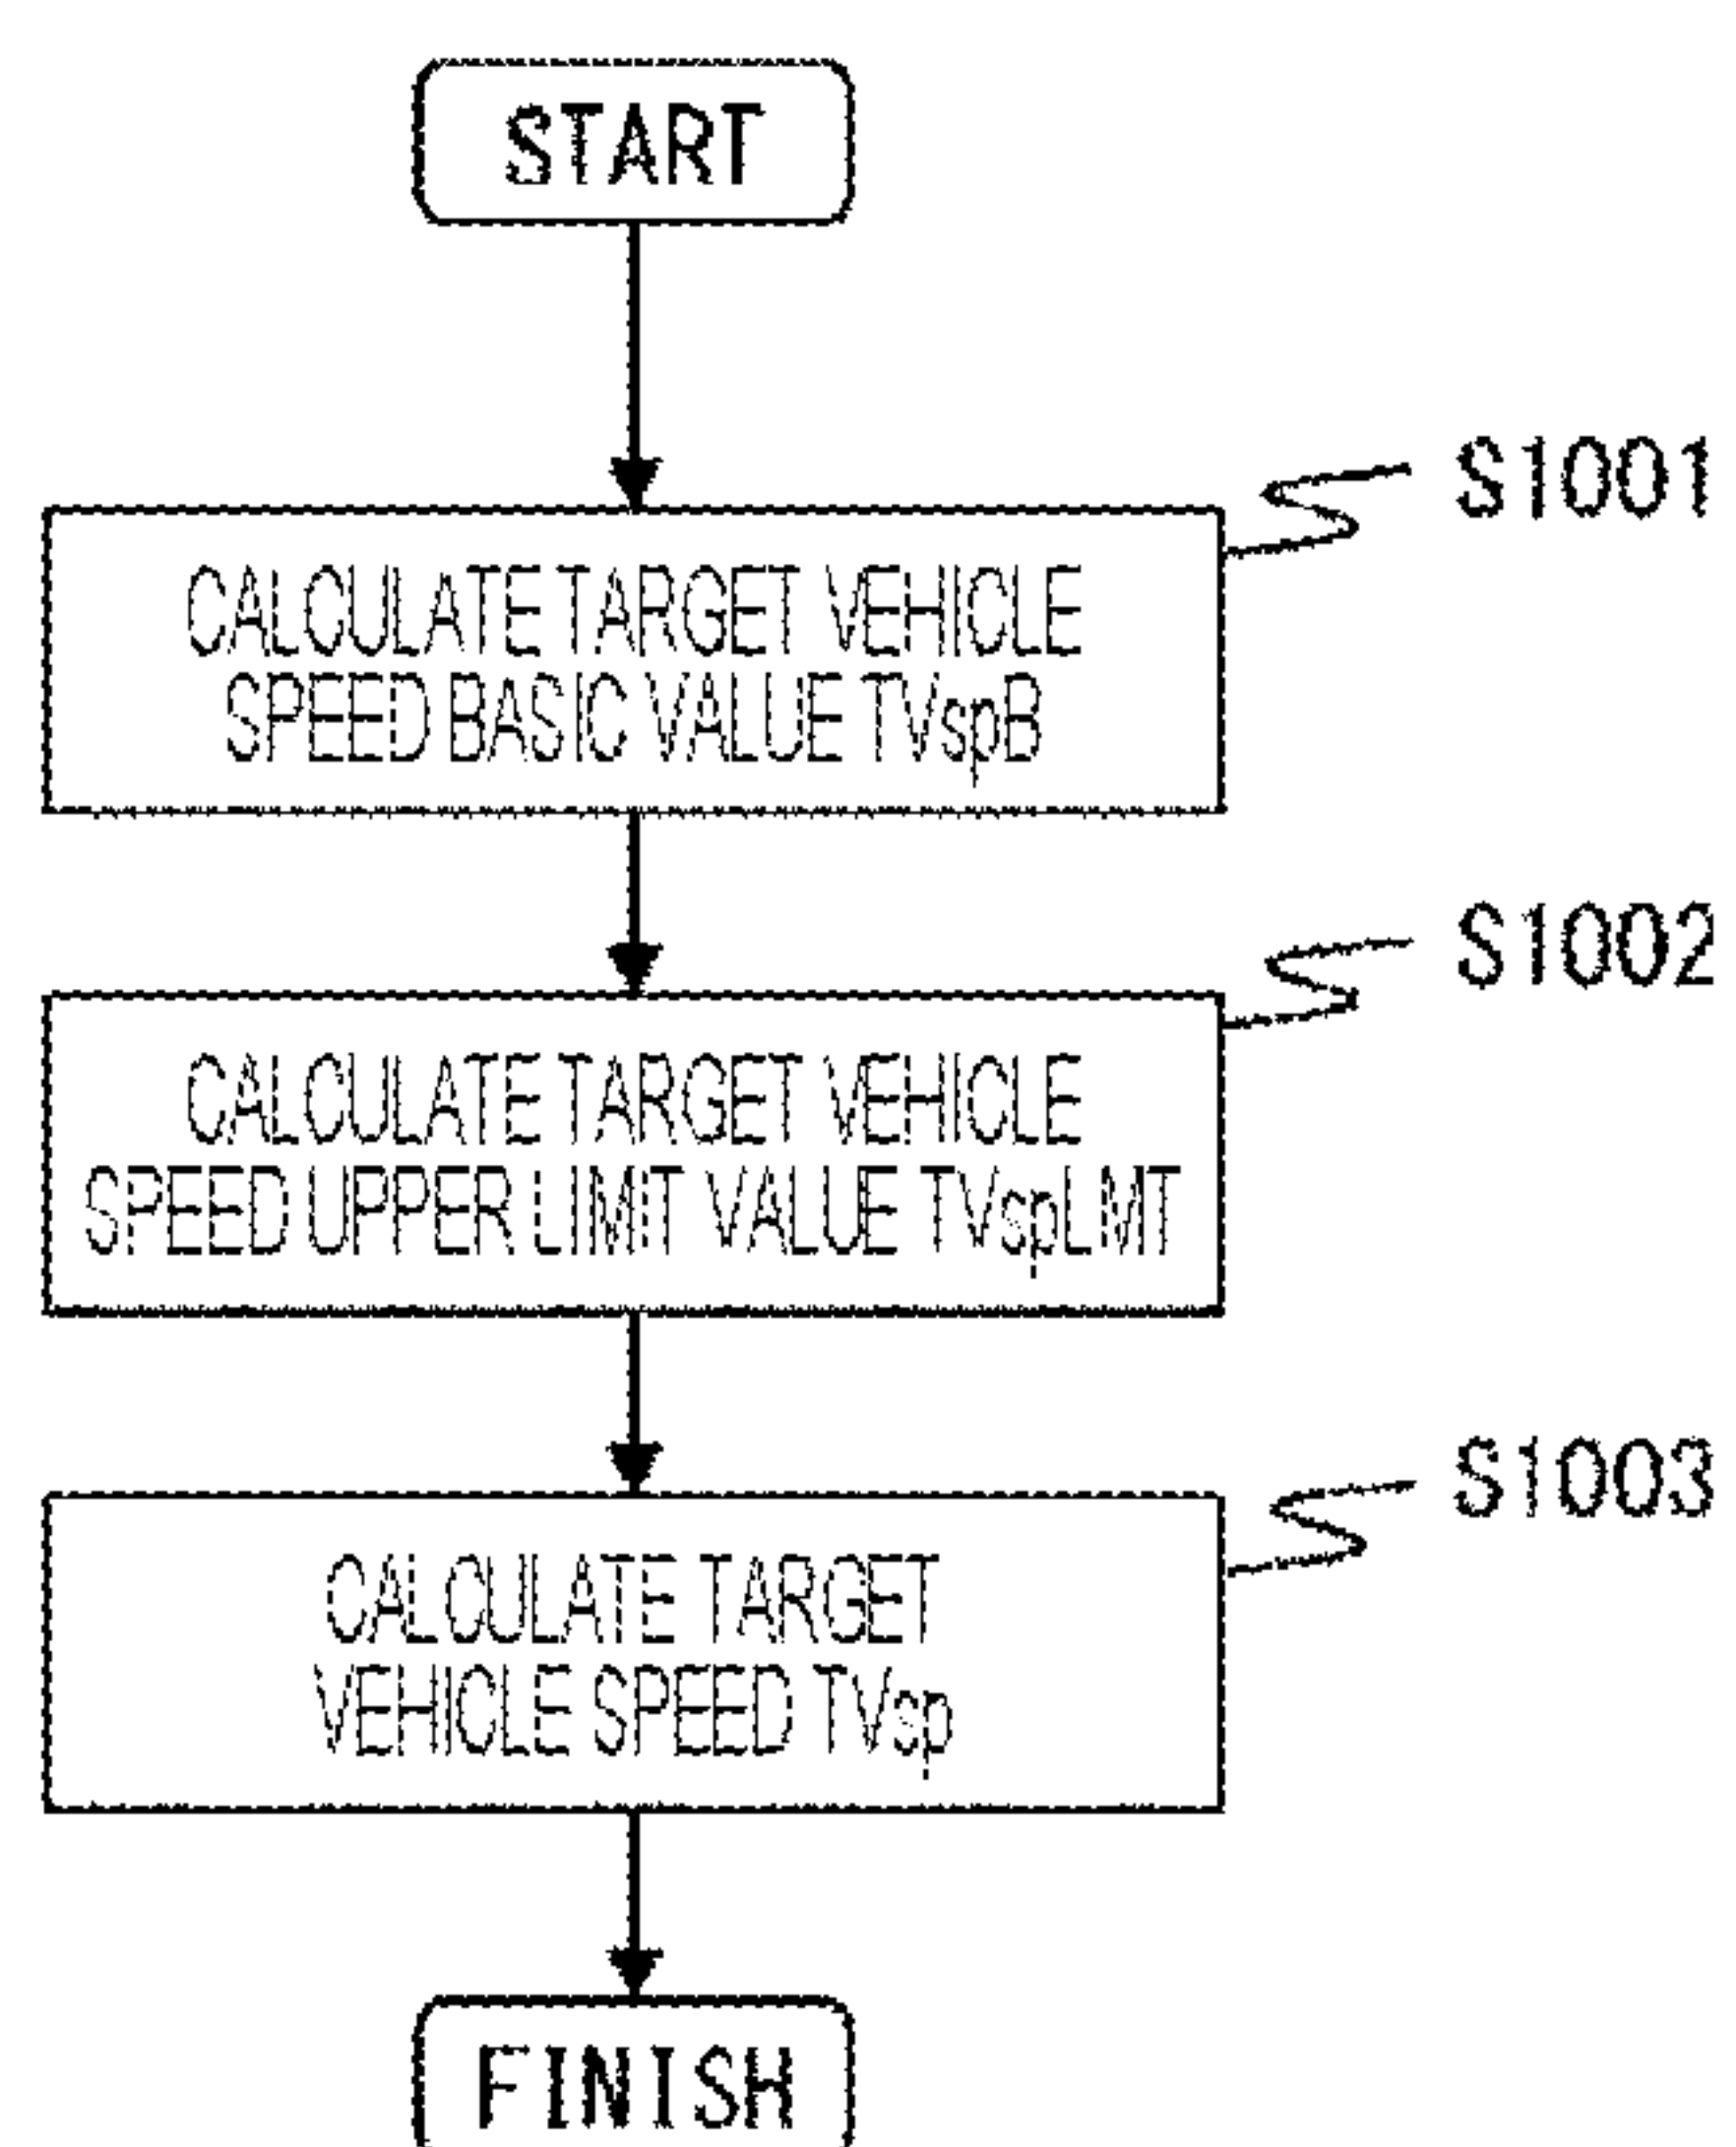 START
S1001
CALCULATE TARGET VEHICLE
SPEED BASIC VALUE TVspB
S1002
CALCULATE TARGET VEHICLE
SPEED UPPER LIMIT VALUE TVspLMT
S1003
CALCULATE TARGET
VEHICLE SPEED TVsp
FINISH